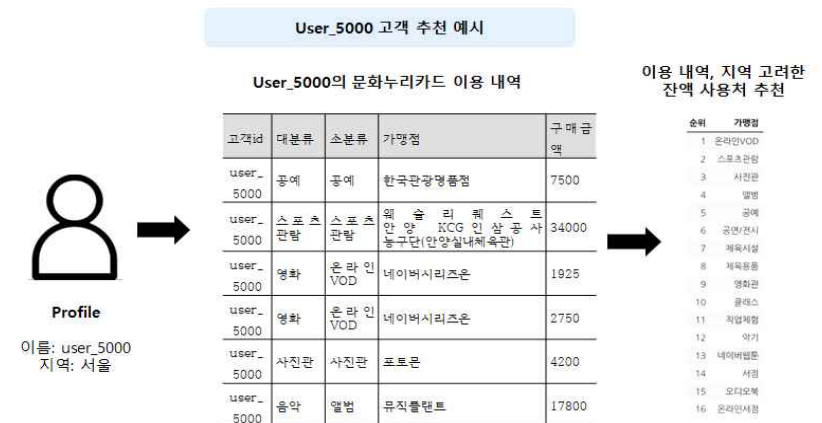 User_5000 고객 추천 예시
User_5000의 문화누리카드 이용 내역
이용 내역, 지역 고려한
잔액 사용처 추천
Profile
이름: user_5000
지역: 서울
고객id 대분류 소분류 가맹점 구매금
액
user_
5000 공예 공예 한국관광명품점 7500
user_
5000 스포츠
관람 스포츠
관람 웨슬리퀘스트
안양 KCG인삼공사
농구단(안양실내체육관) 34000
user_
5000 영화 온라인
VOD 네이버시리즈온 1925
user_
5000 영화 온라인
VOD 네이버시리즈온 2750
user_
5000 사진관 사진관 포토몬 4200
user_
5000 음악 앨범 뮤직플랜트 17800
순위 가맹점
1 온라인VOD
2 스포츠관람
3 사진관
4 앨범
5 공예
6 공연/전시
7 체육시설
8 체육용품
9 영화관
10 클래스
11 직업체험
12 악기
13 네이버웹툰
14 서점
15 오디오북
16 온라인서점